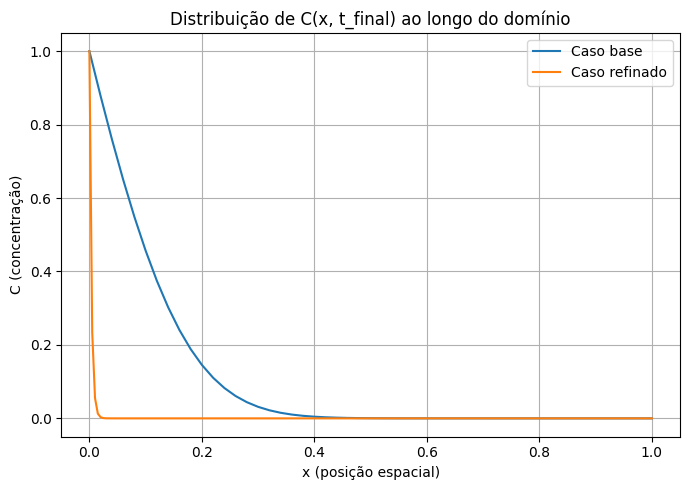 Distribuição de C(x, t_final) ao longo do domínio
Caso base
Caso refinado
C (concentração)
1.0
0.8
0.6
0.4
0.2
0.0
0.0 0.2 0.4 0.6 0.8 1.0
x (posição espacial)